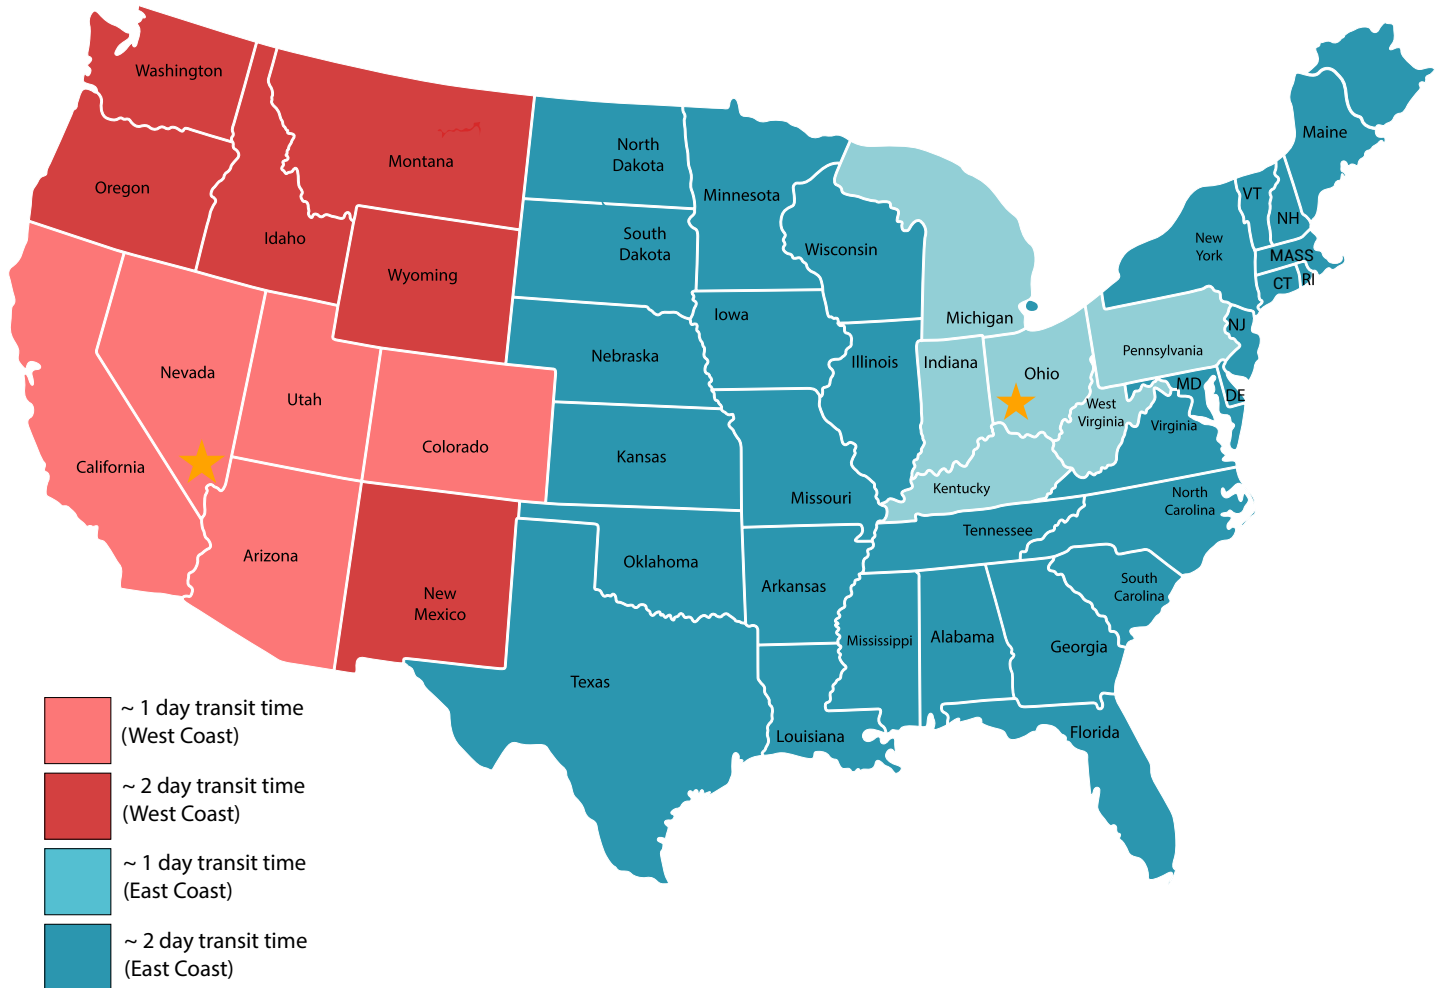 Washington
Oregon
Idaho
Montana
Wyoming
North
Dakota
South
Dakota
Minnesota
Wisconsin
Michigan
Maine
VT
NH
New
York
MASS
CT
RI
Nevada
Utah
Colorado
California
Arizona
New
Mexico
Nebraska
Kansas
Iowa
Illinois
Indiana
Ohio
Pennsylvania
NJ
MD
DE
West
Virginia
Virginia
Kentucky
Missouri
Oklahoma
Arkansas
Tennessee
North
Carolina
South
Carolina
Texas
Louisiana
Mississippi
Alabama
Georgia
Florida
~ 1 day transit time
(West Coast)
~ 2 day transit time
(West Coast)
~ 1 day transit time
(East Coast)
~ 2 day transit time
(East Coast)